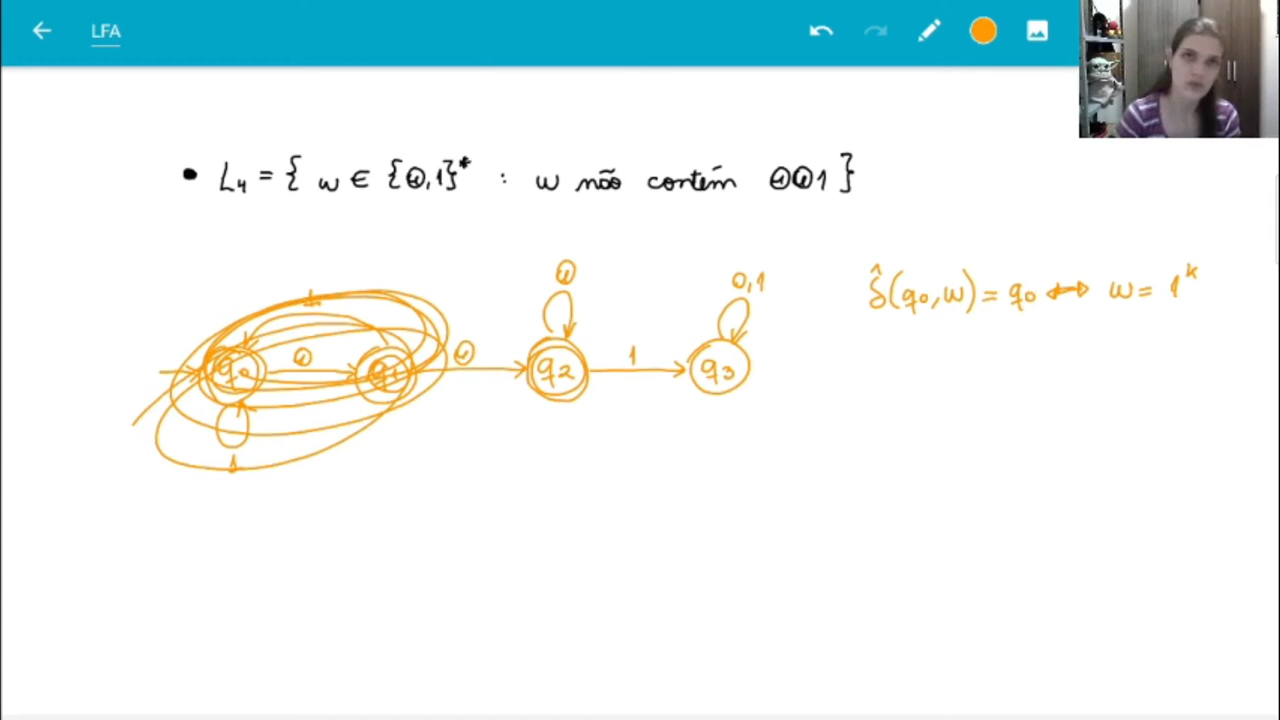 LFA
• L₄ = { w ∈ {0,1}* : w não contém 001 }
0 0,1
δ̂(q₀,w) = q₀ ↔ w = 1ᵏ
1
q₀ 0 q₁ 0 q₂ 1 q₃
1